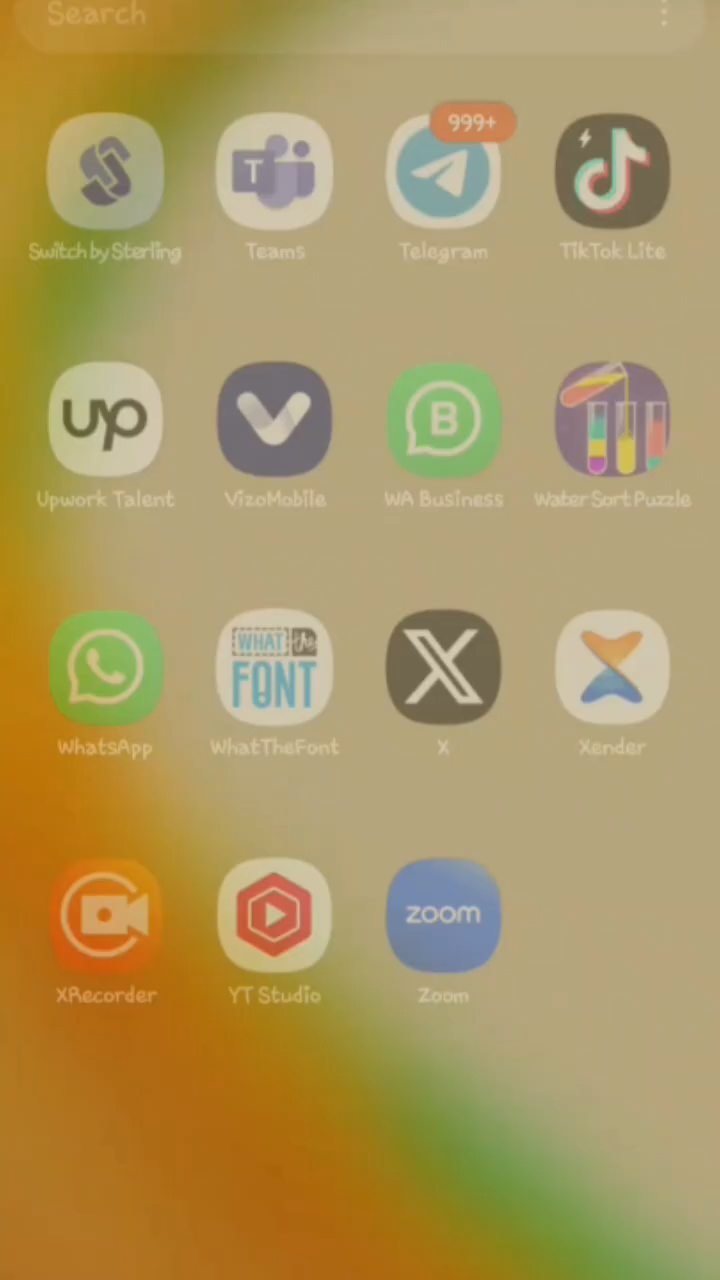 Search
999+
T
Switch by Sterling
Teams
Telegram
TikTok Lite
up
B
Upwork Talent
VizoMobile
WA Business
Water Sort Puzzle
WHAT the
FONT
X
WhatsApp
WhatTheFont
X
Xender
zoom
XRecorder
YT Studio
Zoom